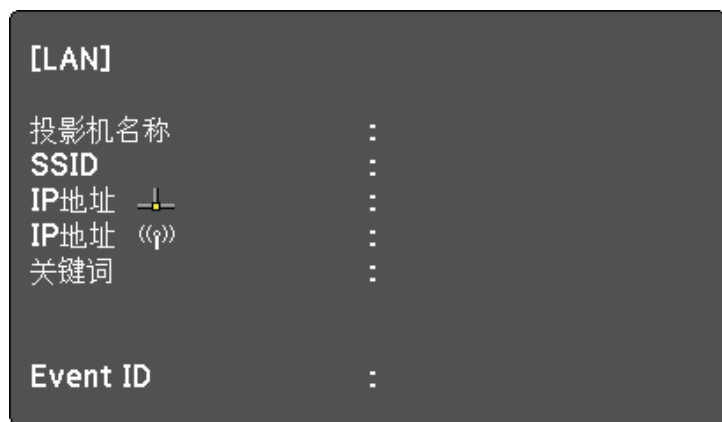 [LAN]
投影机名称 :
SSID :
IP地址 :
IP地址 :
关键词 :
Event ID :